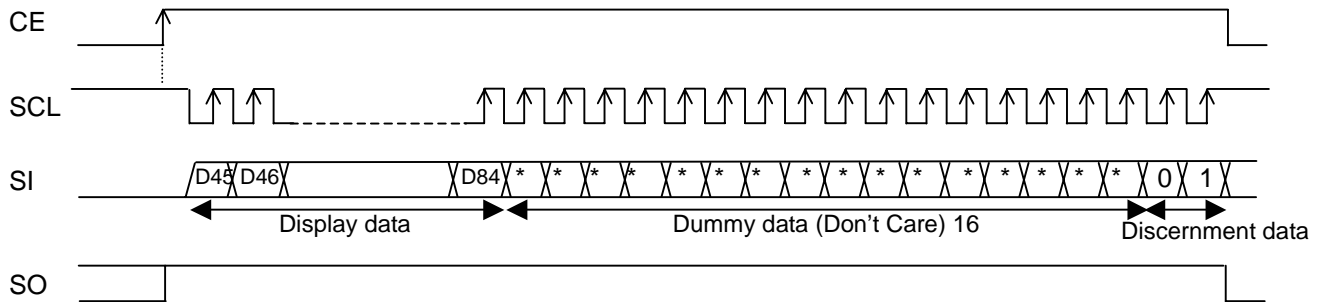 CE
SCL
SI D45 D46 D84 * * * * * * * * * * * * * * * * 0 1
Display data Dummy data (Don't Care) 16 Discernment data
SO